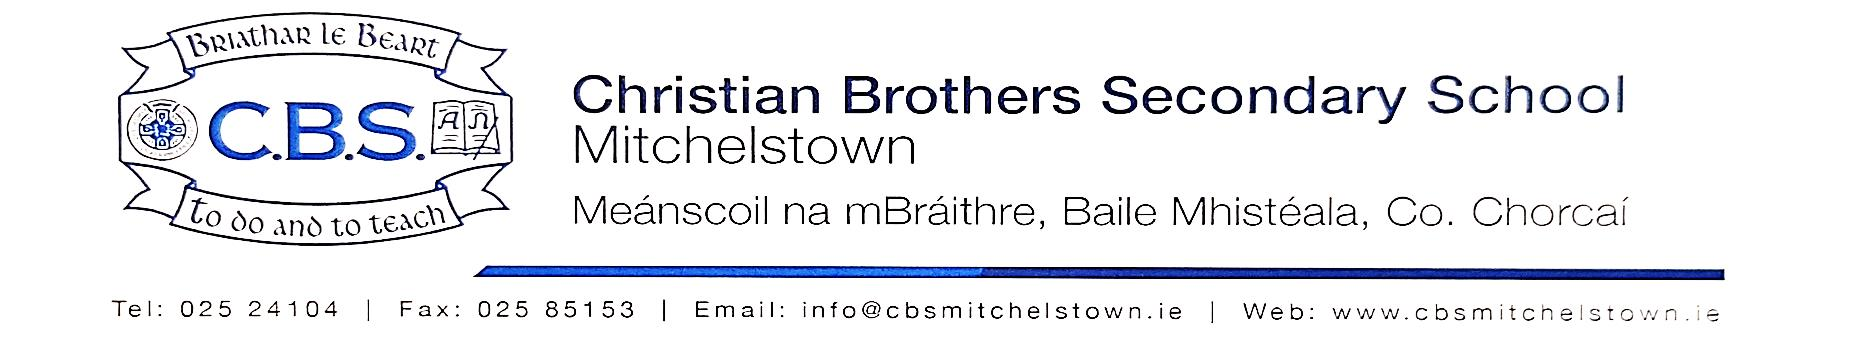 Briathar le Beart
C.B.S.
A Ω
to do and to teach
Christian Brothers Secondary School
Mitchelstown
Meánscoil na mBráithre, Baile Mhistéala, Co. Chorcaí
Tel: 025 24104 | Fax: 025 85153 | Email: info@cbsmitchelstown.ie | Web: www.cbsmitchelstown.ie